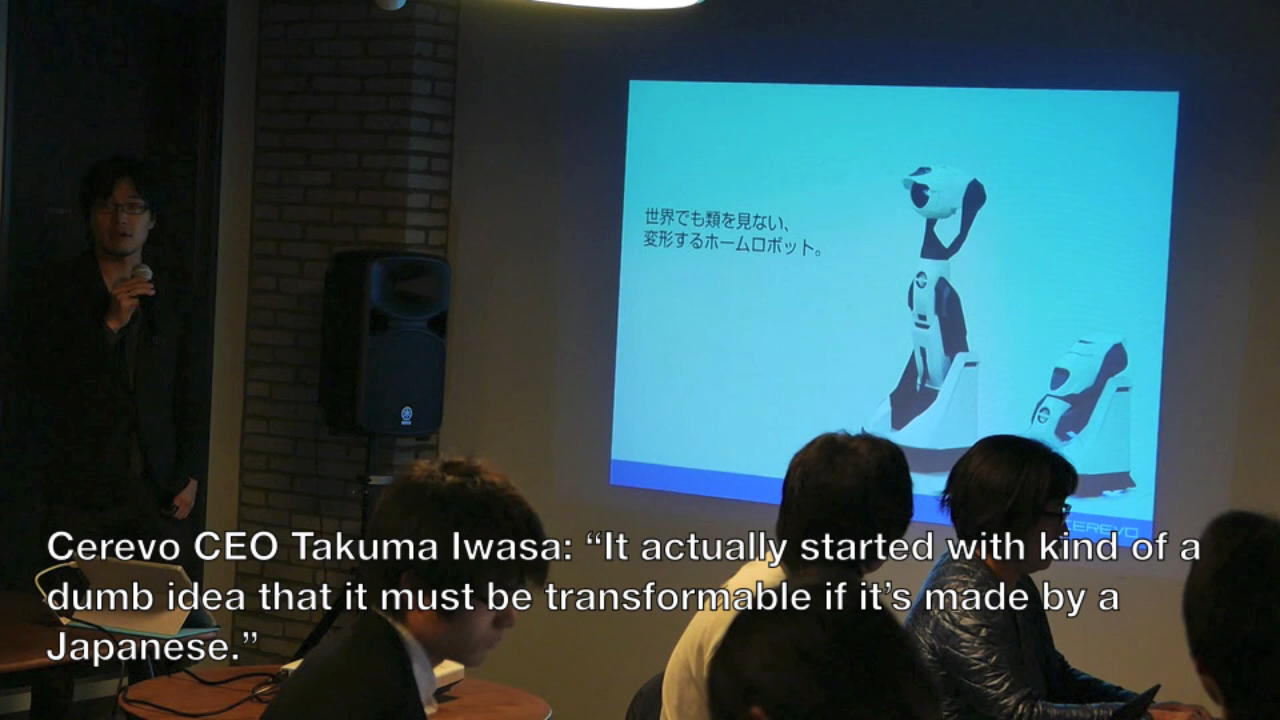 世界でも類を見ない、
変形するホームロボット。
CEREVO
Cerevo CEO Takuma Iwasa: “It actually started with kind of a
dumb idea that it must be transformable if it’s made by a
Japanese.”